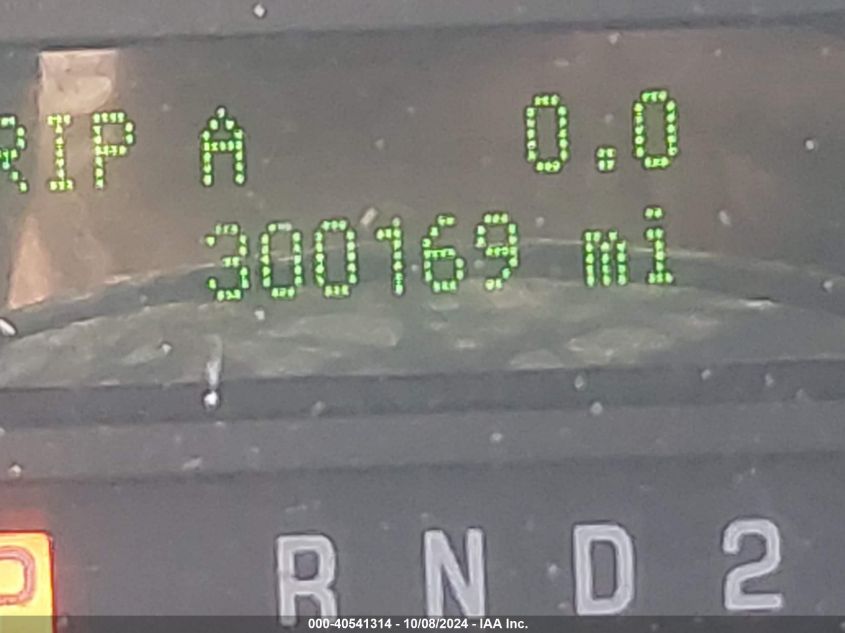 RIP A 0.0
300169 mi
P R N D 2
000-40541314 - 10/08/2024 - IAA Inc.